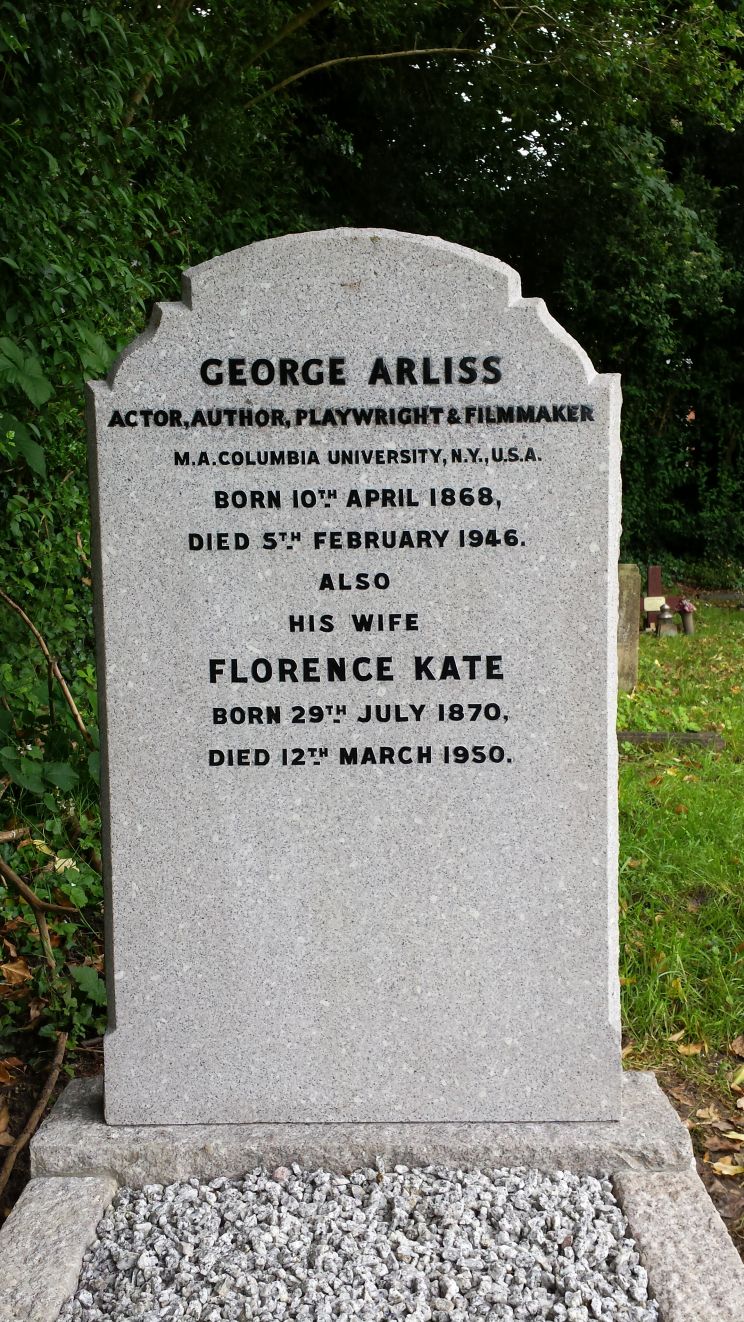 GEORGE ARLISS
ACTOR, AUTHOR, PLAYWRIGHT & FILMMAKER
M.A. COLUMBIA UNIVERSITY, N.Y., U.S.A.
BORN 10TH APRIL 1868,
DIED 5TH FEBRUARY 1946.
ALSO
HIS WIFE
FLORENCE KATE
BORN 29TH JULY 1870,
DIED 12TH MARCH 1950.